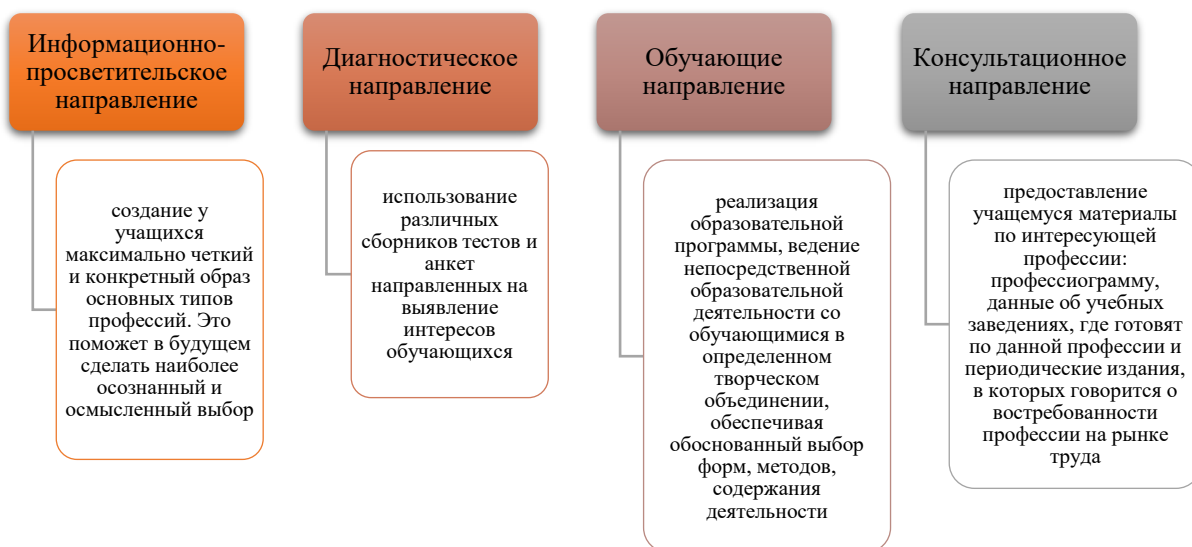 Информационно-
просветительское
направление
создание у
учащихся
максимально четкий
и конкретный образ
основных типов
профессий. Это
поможет в будущем
сделать наиболее
осознанный и
осмысленный выбор
Диагностическое
направление
использование
различных
сборников тестов и
анкет
направленных на
выявление
интересов
обучающихся
Обучающие
направление
реализация
образовательной
программы, ведение
непосредственной
образовательной
деятельности со
обучающимися в
определенном
творческом
объединении,
обеспечивая
обоснованный выбор
форм, методов,
содержания
деятельности
Консультационное
направление
предоставление
учащемуся материалы
по интересующей
профессии:
профессиограмму,
данные об учебных
заведениях, где готовят
по данной профессии и
периодические издания,
в которых говорится о
востребованности
профессии на рынке
труда